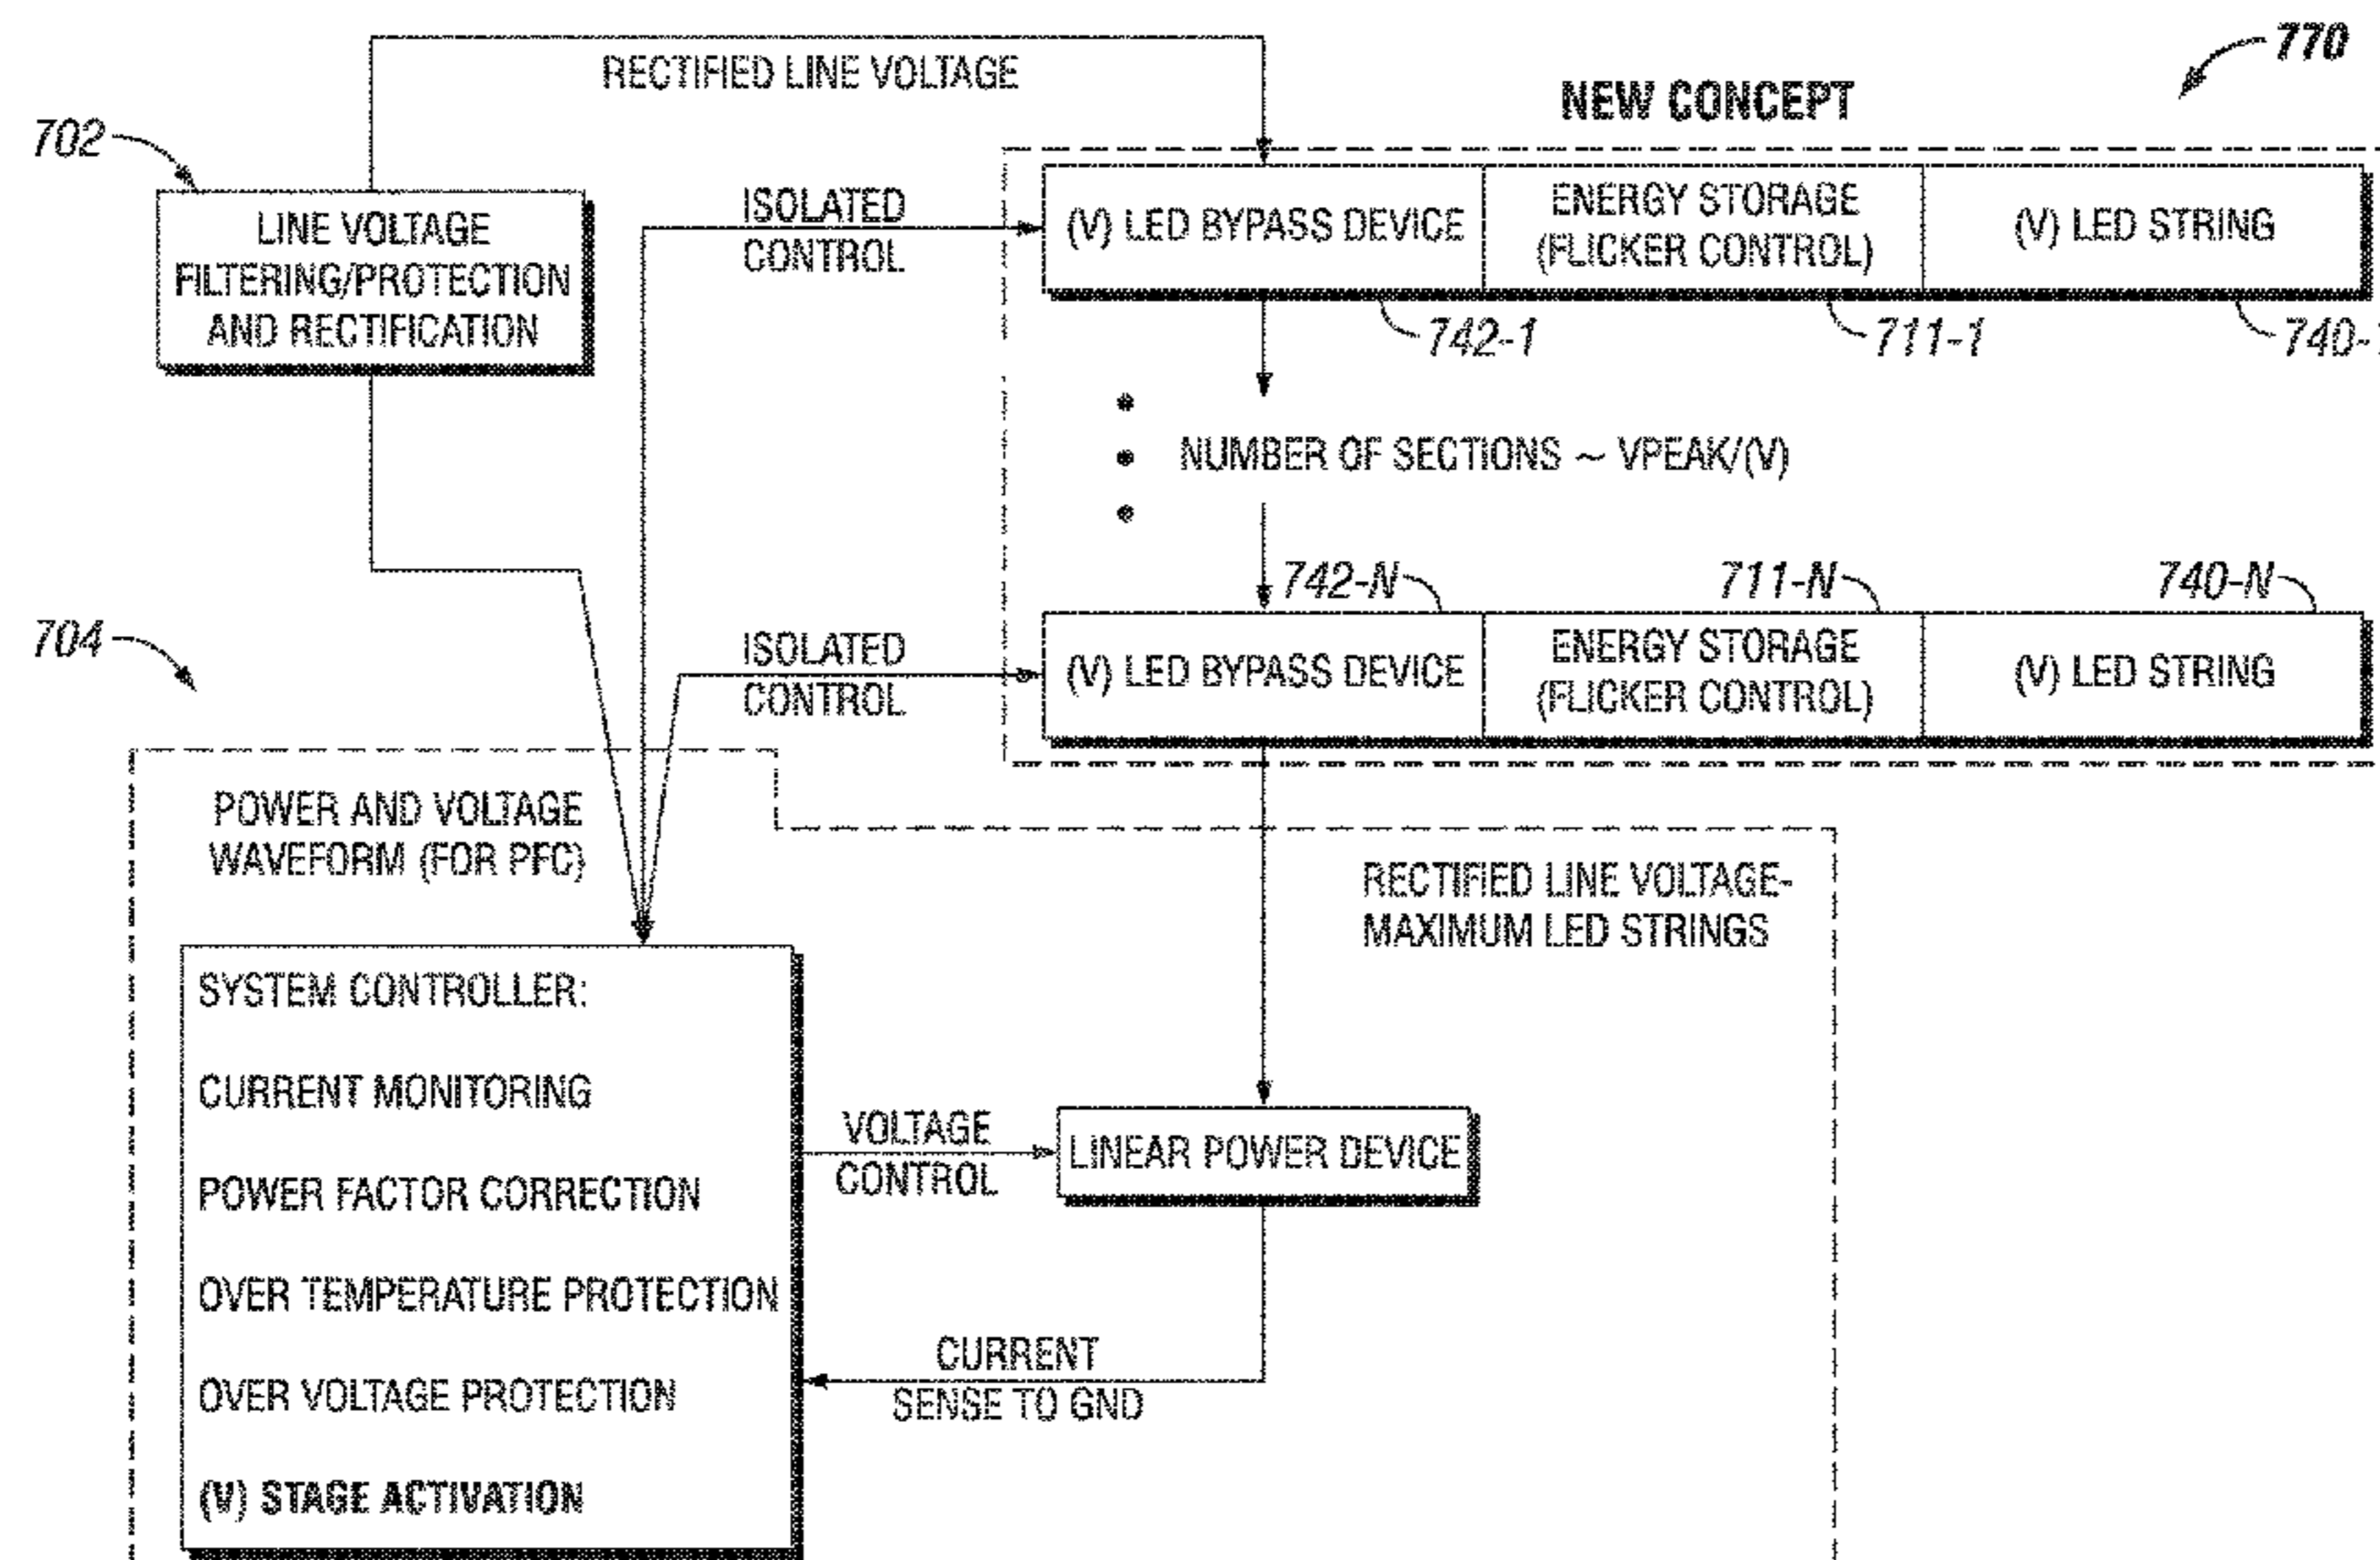 770
RECTIFIED LINE VOLTAGE
NEW CONCEPT
702
LINE VOLTAGE
FILTERING/PROTECTION
AND RECTIFICATION
ISOLATED
CONTROL
(V) LED BYPASS DEVICE
ENERGY STORAGE
(FLICKER CONTROL)
(V) LED STRING
742-1
711-1
740-1
NUMBER OF SECTIONS ~ VPEAK/(V)
742-N
711-N
740-N
704
ISOLATED
CONTROL
(V) LED BYPASS DEVICE
ENERGY STORAGE
(FLICKER CONTROL)
(V) LED STRING
POWER AND VOLTAGE
WAVEFORM (FOR PFC)
RECTIFIED LINE VOLTAGE-
MAXIMUM LED STRINGS
SYSTEM CONTROLLER:
CURRENT MONITORING
POWER FACTOR CORRECTION
OVER TEMPERATURE PROTECTION
OVER VOLTAGE PROTECTION
(V) STAGE ACTIVATION
VOLTAGE
CONTROL
LINEAR POWER DEVICE
CURRENT
SENSE TO GND